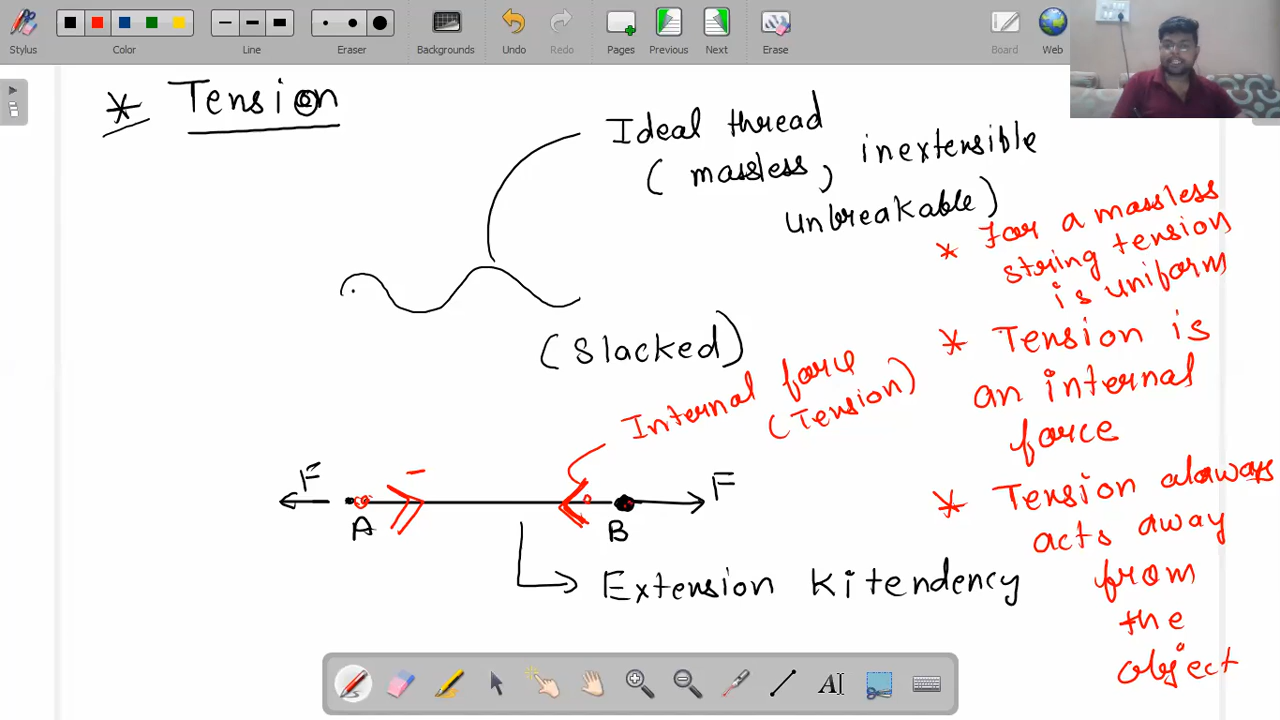 Stylus
Color
Line
Eraser
Backgrounds
Undo
Redo
Pages
Previous
Next
Erase
Board
Web
* Tension
Ideal thread
(massless, inextensible
unbreakable)
* For a massless
string tension
is uniform
(Slacked)
Internal force
(Tension)
* Tension is
an internal
force
F
F
A
B
* Tension always
acts away
from
the
object
Extension ki tendency
AI